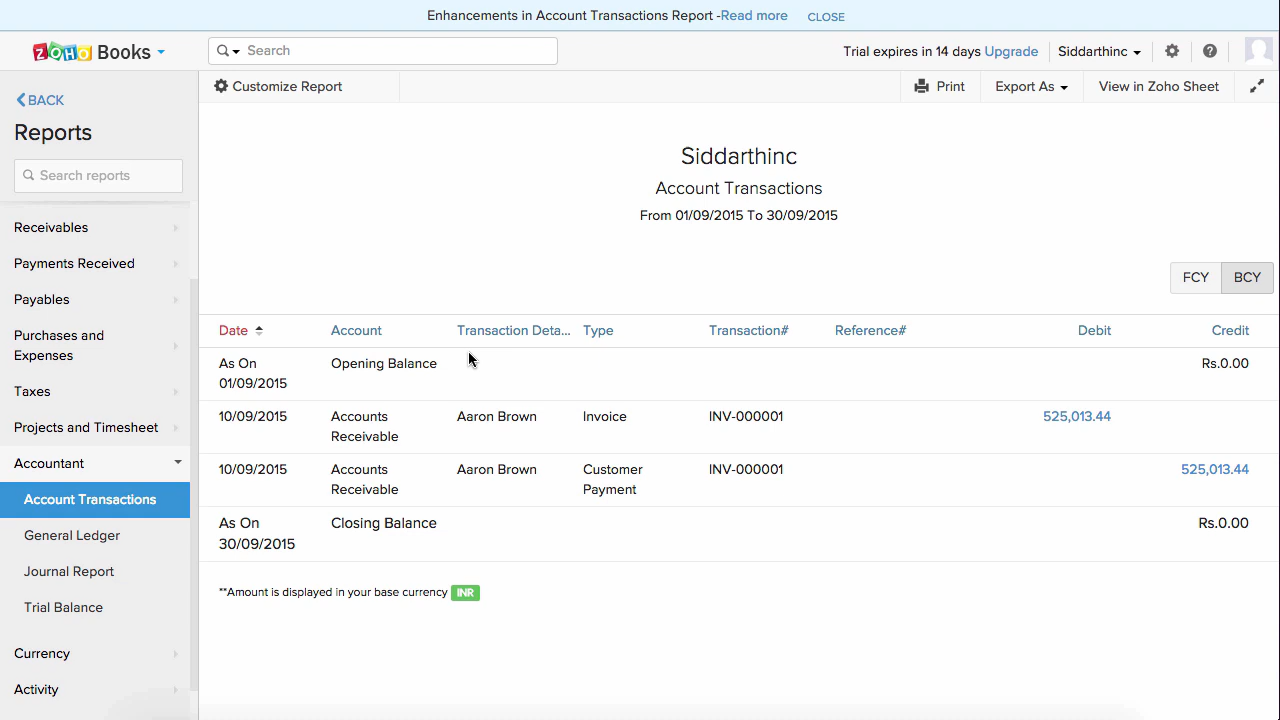 Enhancements in Account Transactions Report -Read more CLOSE
ZOHO Books Search Trial expires in 14 days Upgrade Siddarthinc
BACK Customize Report Print Export As View in Zoho Sheet
Reports
Search reports
Receivables
Payments Received
Payables
Purchases and
Expenses
Taxes
Projects and Timesheet
Accountant
Account Transactions
General Ledger
Journal Report
Trial Balance
Currency
Activity
Siddarthinc
Account Transactions
From 01/09/2015 To 30/09/2015
FCY BCY
Date Account Transaction Deta... Type Transaction# Reference# Debit Credit
As On Opening Balance Rs.0.00
01/09/2015
10/09/2015 Accounts Aaron Brown Invoice INV-000001 525,013.44
Receivable
10/09/2015 Accounts Aaron Brown Customer INV-000001 525,013.44
Receivable Payment
As On Closing Balance Rs.0.00
30/09/2015
**Amount is displayed in your base currency INR